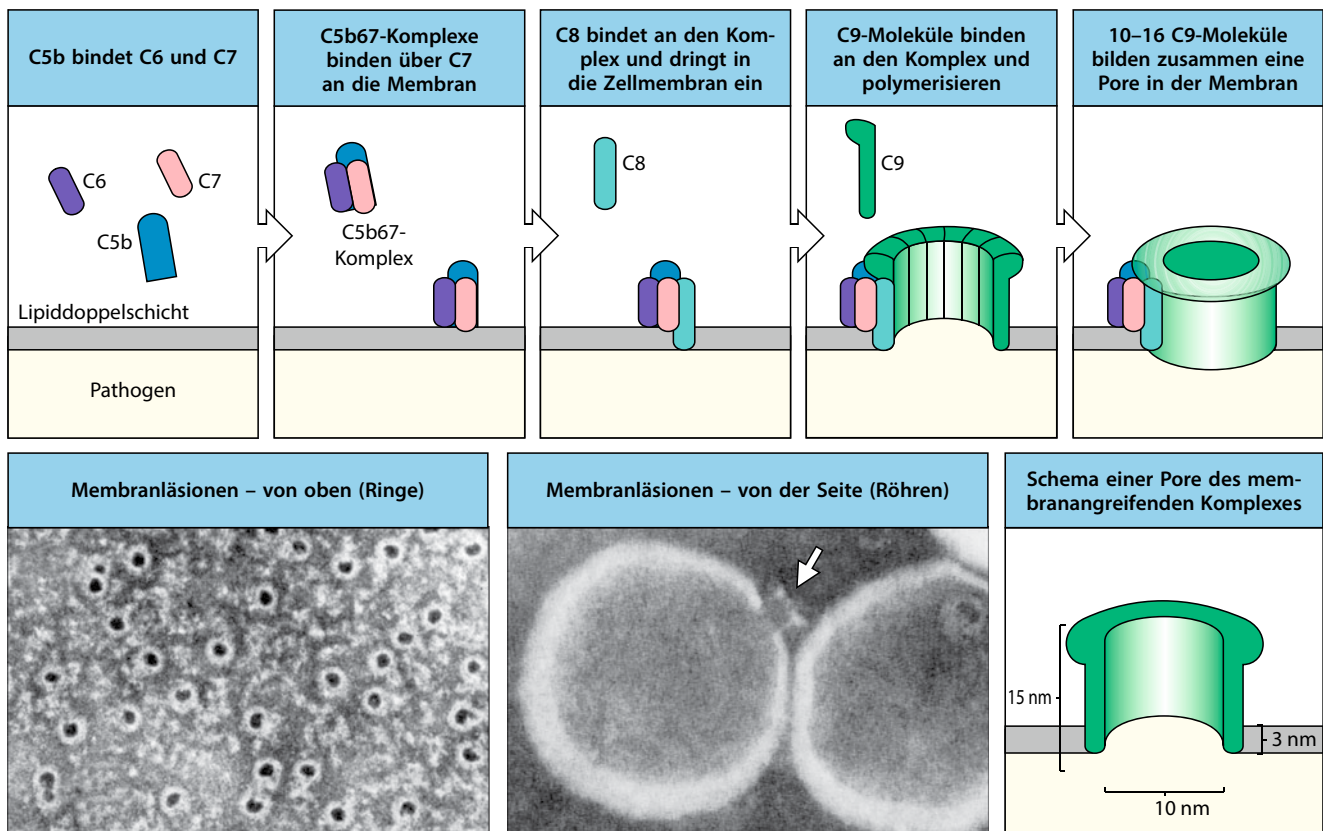 C5b bindet C6 und C7
C5b67-Komplexe
binden über C7
an die Membran
C8 bindet an den Kom-
plex und dringt in
die Zellmembran ein
C9-Moleküle binden
an den Komplex und
polymerisieren
10–16 C9-Moleküle
bilden zusammen eine
Pore in der Membran
C6
C7
C5b
Lipiddoppelschicht
Pathogen
C5b67-
Komplex
C8
C9
Membranläsionen – von oben (Ringe)
Membranläsionen – von der Seite (Röhren)
Schema einer Pore des mem-
branangreifenden Komplexes
15 nm
3 nm
10 nm